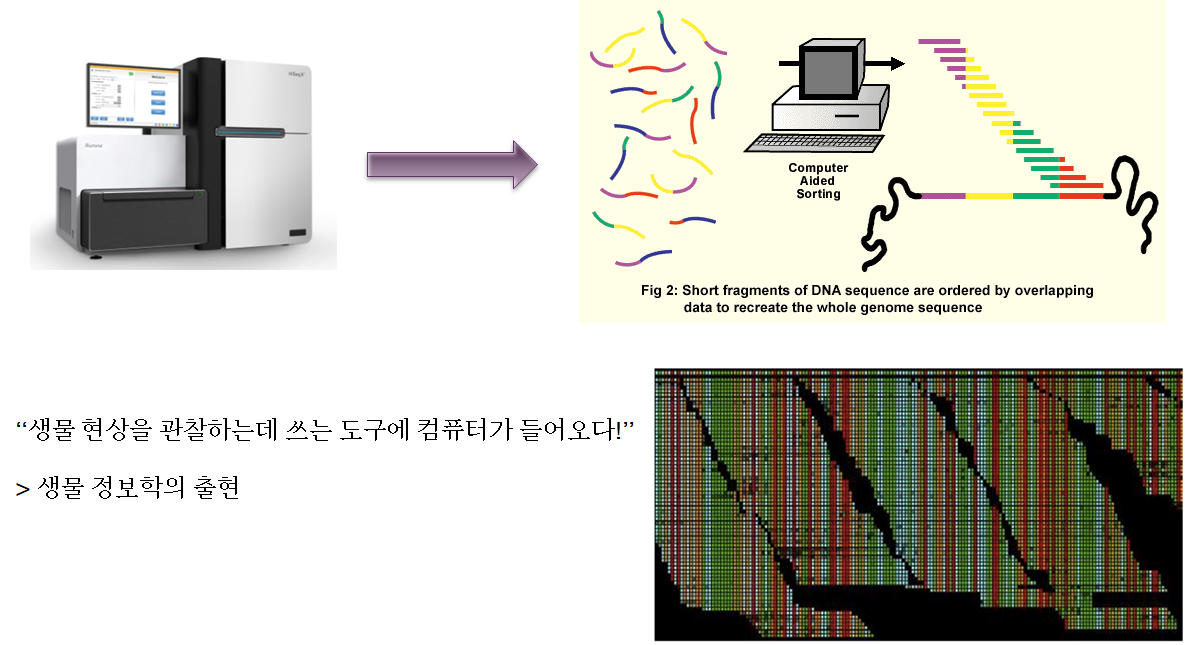 HiSeq X
illumina
Computer
Aided
Sorting
Fig 2: Short fragments of DNA sequence are ordered by overlapping
data to recreate the whole genome sequence
“생물 현상을 관찰하는데 쓰는 도구에 컴퓨터가 들어오다!”
> 생물 정보학의 출현